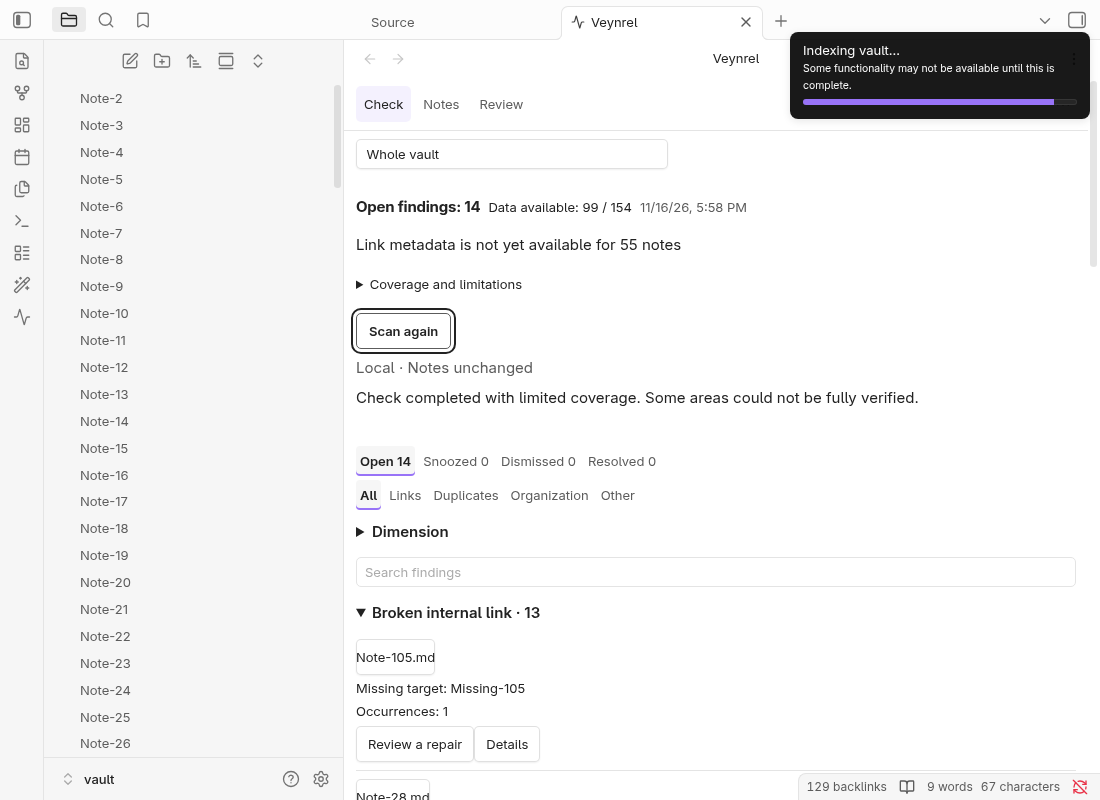 Source
Veynrel
Indexing vault...
Some functionality may not be available until this is
complete.
Veynrel
Check
Notes
Review
Note-2
Note-3
Note-4
Note-5
Note-6
Note-7
Note-8
Note-9
Note-10
Note-11
Note-12
Note-13
Note-14
Note-15
Note-16
Note-17
Note-18
Note-19
Note-20
Note-21
Note-22
Note-23
Note-24
Note-25
Note-26
vault
Whole vault
Open findings: 14 Data available: 99 / 154 11/16/26, 5:58 PM
Link metadata is not yet available for 55 notes
Coverage and limitations
Scan again
Local · Notes unchanged
Check completed with limited coverage. Some areas could not be fully verified.
Open 14 Snoozed 0 Dismissed 0 Resolved 0
All Links Duplicates Organization Other
Dimension
Search findings
Broken internal link · 13
Note-105.md
Missing target: Missing-105
Occurrences: 1
Review a repair Details
Note-28.md
129 backlinks 9 words 67 characters